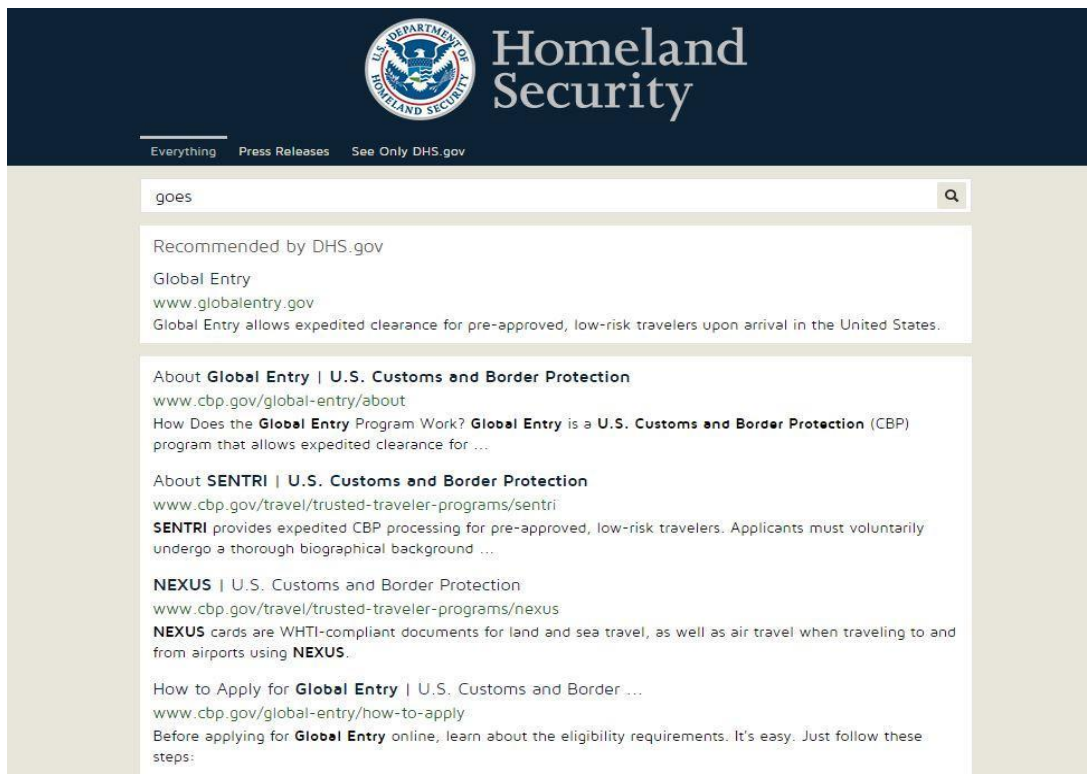 U.S. DEPARTMENT OF
HOMELAND SECURITY
Homeland
Security
Everything Press Releases See Only DHS.gov
goes
Recommended by DHS.gov
Global Entry
www.globalentry.gov
Global Entry allows expedited clearance for pre-approved, low-risk travelers upon arrival in the United States.
About Global Entry | U.S. Customs and Border Protection
www.cbp.gov/global-entry/about
How Does the Global Entry Program Work? Global Entry is a U.S. Customs and Border Protection (CBP)
program that allows expedited clearance for ...
About SENTRI | U.S. Customs and Border Protection
www.cbp.gov/travel/trusted-traveler-programs/sentri
SENTRI provides expedited CBP processing for pre-approved, low-risk travelers. Applicants must voluntarily
undergo a thorough biographical background ...
NEXUS | U.S. Customs and Border Protection
www.cbp.gov/travel/trusted-traveler-programs/nexus
NEXUS cards are WHTI-compliant documents for land and sea travel, as well as air travel when traveling to and
from airports using NEXUS.
How to Apply for Global Entry | U.S. Customs and Border ...
www.cbp.gov/global-entry/how-to-apply
Before applying for Global Entry online, learn about the eligibility requirements. It's easy. Just follow these
steps: